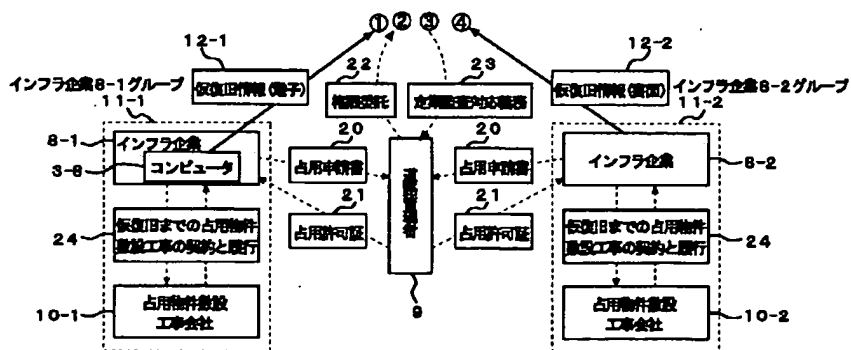 ① ② ③ ④
12-1
12-2
22
23
インフラ企業8-1グループ
仮復旧情報(電子)
仮復旧情報(書面)
インフラ企業8-2グループ
11-1
11-2
権限委託
定期監査対応義務
8-1
インフラ企業
コンピュータ
3-8
20
占用申請書
20
占用申請書
インフラ企業
8-2
21
占用許可証
21
占用許可証
24
仮復旧までの占用物件
敷設工事の契約と履行
仮復旧までの占用物件
敷設工事の契約と履行
24
10-1
占用物件敷設
工事会社
9
占用物件敷設
工事会社
10-2